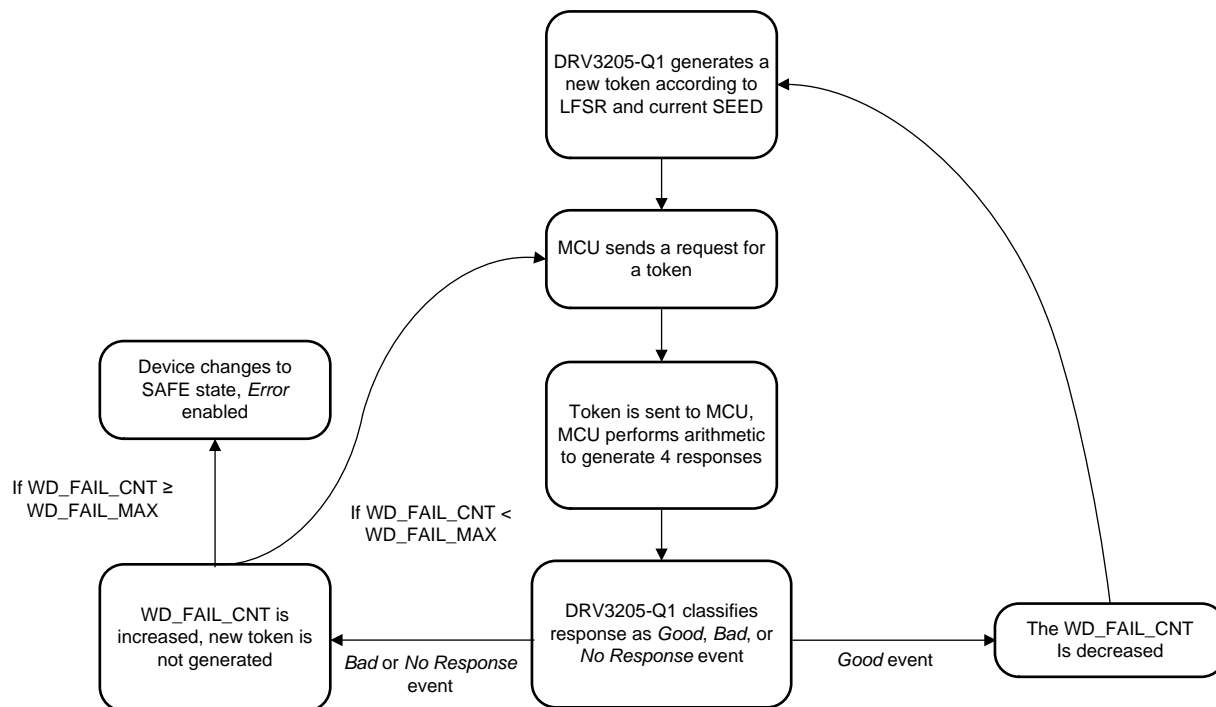 DRV3205-Q1 generates a
new token according to
LFSR and current SEED
MCU sends a request for
a token
Device changes to
SAFE state, Error
enabled
Token is sent to MCU,
MCU performs arithmetic
to generate 4 responses
If WD_FAIL_CNT ≥
WD_FAIL_MAX
If WD_FAIL_CNT <
WD_FAIL_MAX
WD_FAIL_CNT is
increased, new token is
not generated
Bad or No Response
event
DRV3205-Q1 classifies
response as Good, Bad, or
No Response event
Good event
The WD_FAIL_CNT
Is decreased